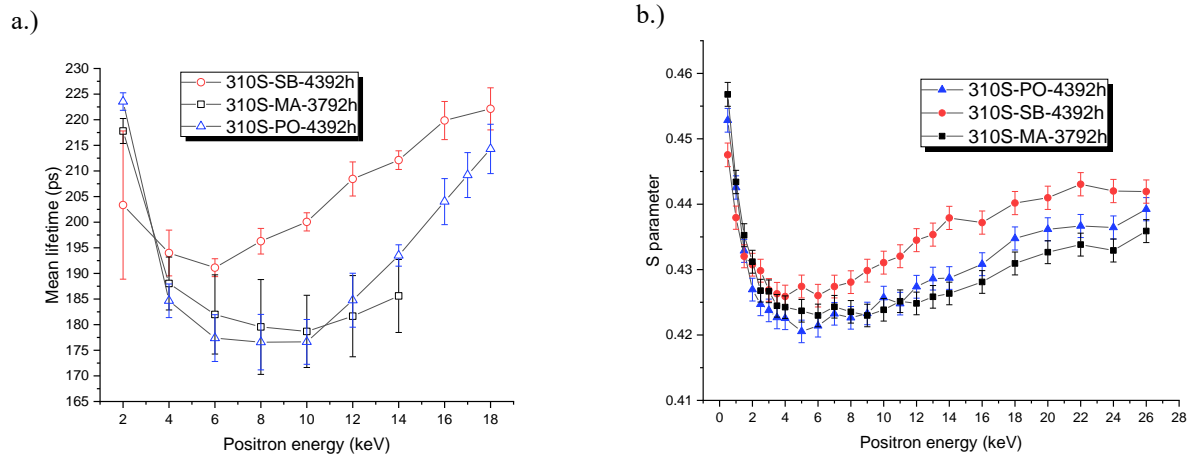 a.)
230
225
220
215
210
205
200
195
190
185
180
175
170
165
Mean lifetime (ps)
310S-SB-4392h
310S-MA-3792h
310S-PO-4392h
2 4 6 8 10 12 14 16 18
Positron energy (keV)
b.)
0.46
0.45
0.44
0.43
0.42
0.41
S parameter
310S-PO-4392h
310S-SB-4392h
310S-MA-3792h
0 2 4 6 8 10 12 14 16 18 20 22 24 26 28
Positron energy (keV)